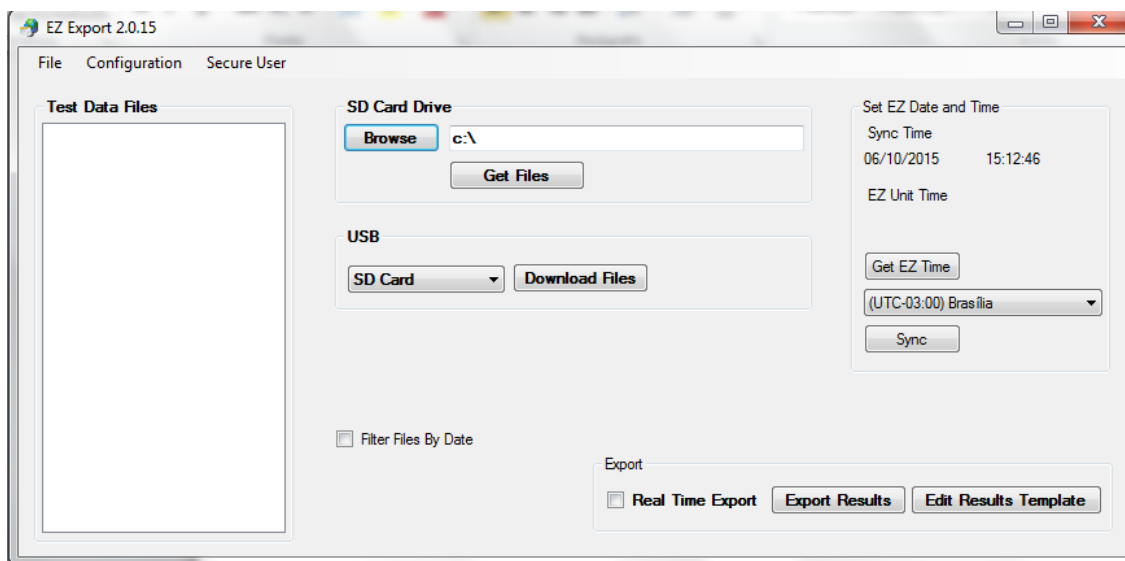 EZ Export 2.0.15
File Configuration Secure User
Test Data Files
SD Card Drive
Browse c:\
Get Files
USB
SD Card Download Files
Filter Files By Date
Set EZ Date and Time
Sync Time
06/10/2015 15:12:46
EZ Unit Time
Get EZ Time
(UTC-03:00) Brasília
Sync
Export
Real Time Export Export Results Edit Results Template